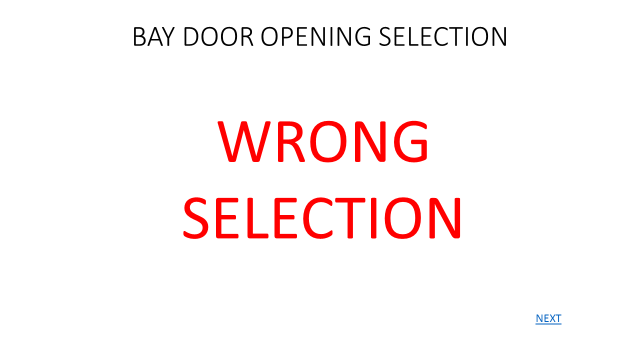 BAY DOOR OPENING SELECTION
WRONG
SELECTION
NEXT